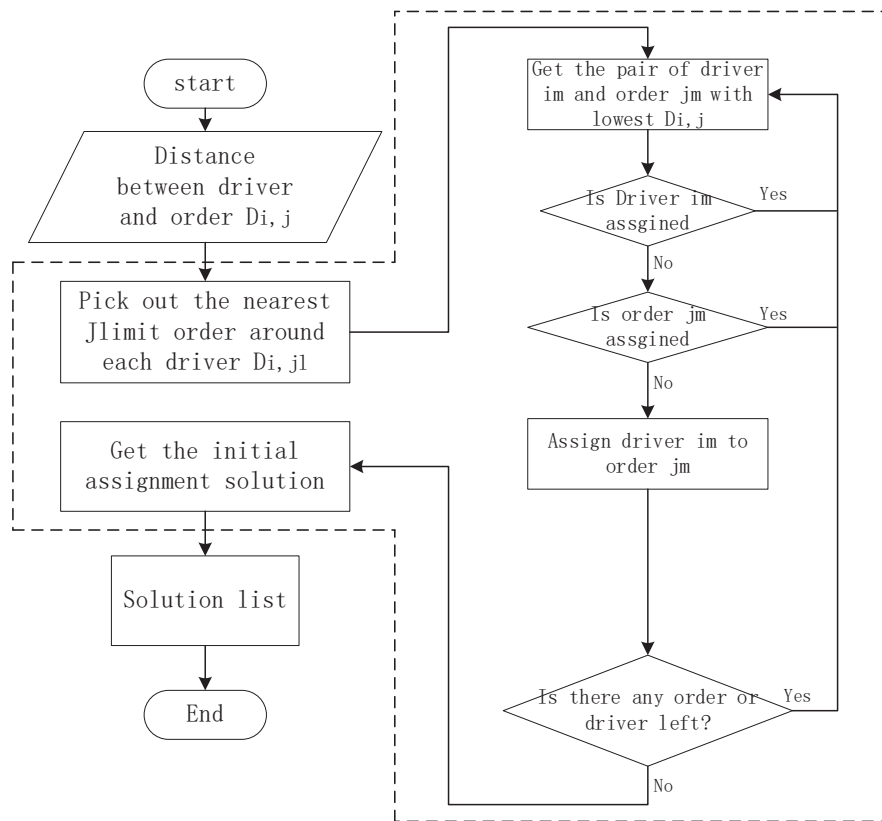 start
Distance
between driver
and order Di,j
Pick out the nearest
Jlimit order around
each driver Di,jl
Get the initial
assignment solution
Solution list
End
Get the pair of driver
im and order jm with
lowest Di,j
Is Driver im
assgined
Yes
No
Is order jm
assgined
Yes
No
Assign driver im to
order jm
Is there any order or
driver left?
Yes
No